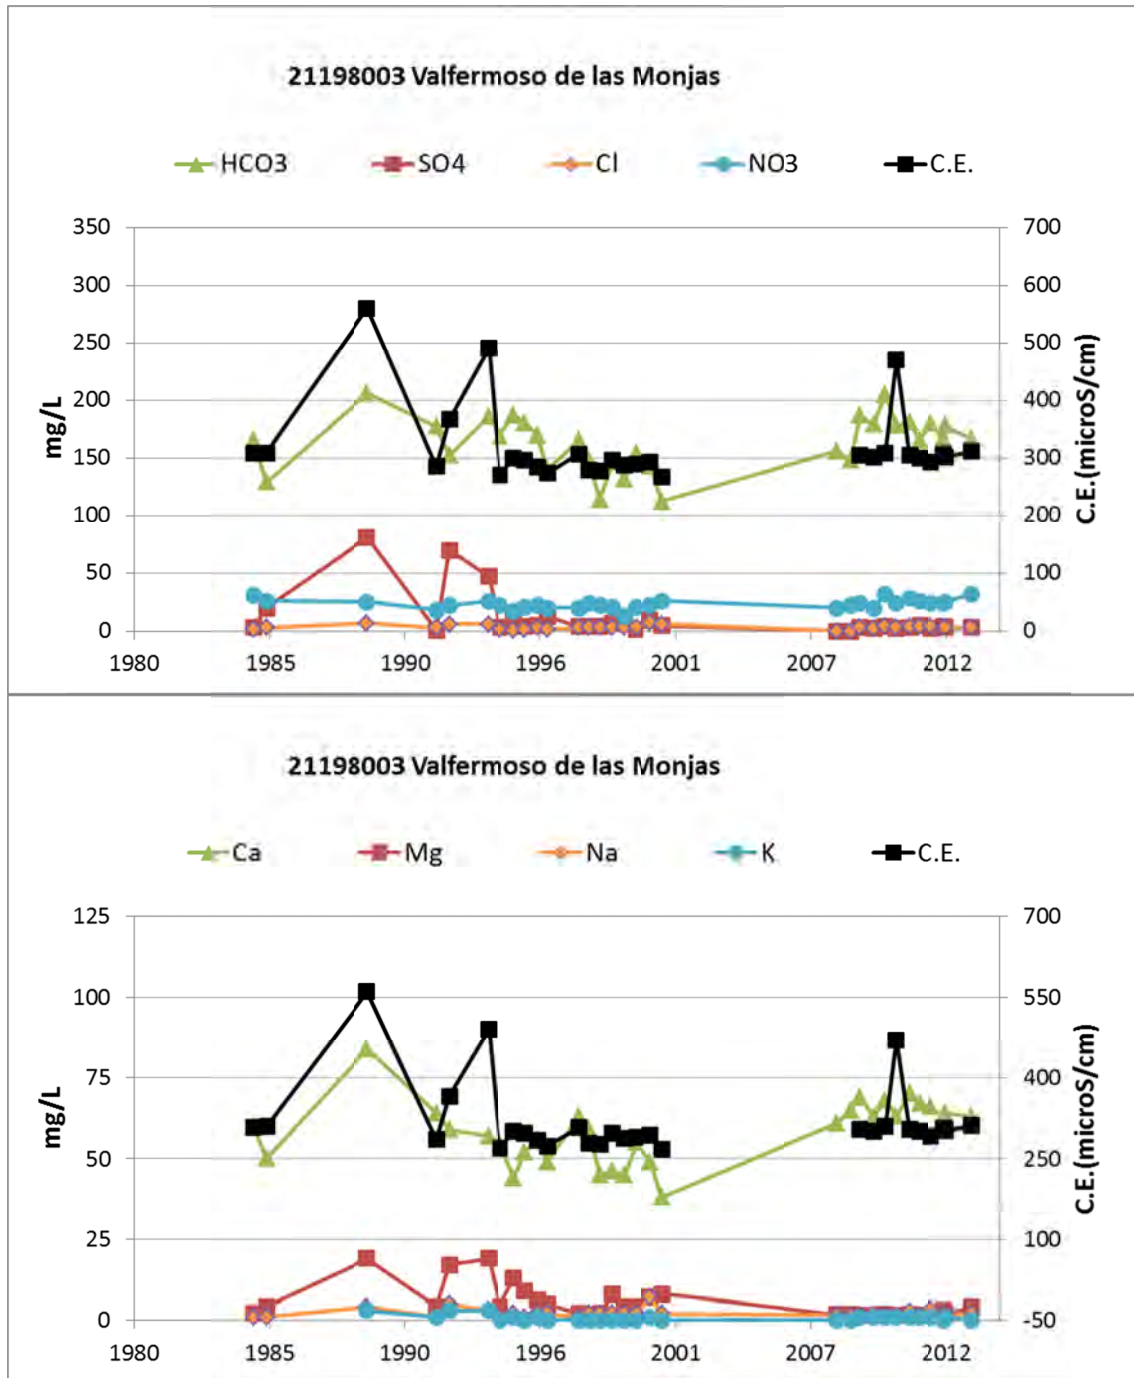 21198003 Valfermoso de las Monjas
HCO3 SO4 Cl NO3 C.E.
350 700
300 600
250 500
200 400
150 300
100 200
50 100
0 0
mg/L
C.E.(microS/cm)
1980 1985 1990 1996 2001 2007 2012
21198003 Valfermoso de las Monjas
Ca Mg Na K C.E.
125 700
100 550
75 400
50 250
25 100
0 -50
mg/L
C.E.(microS/cm)
1980 1985 1990 1996 2001 2007 2012